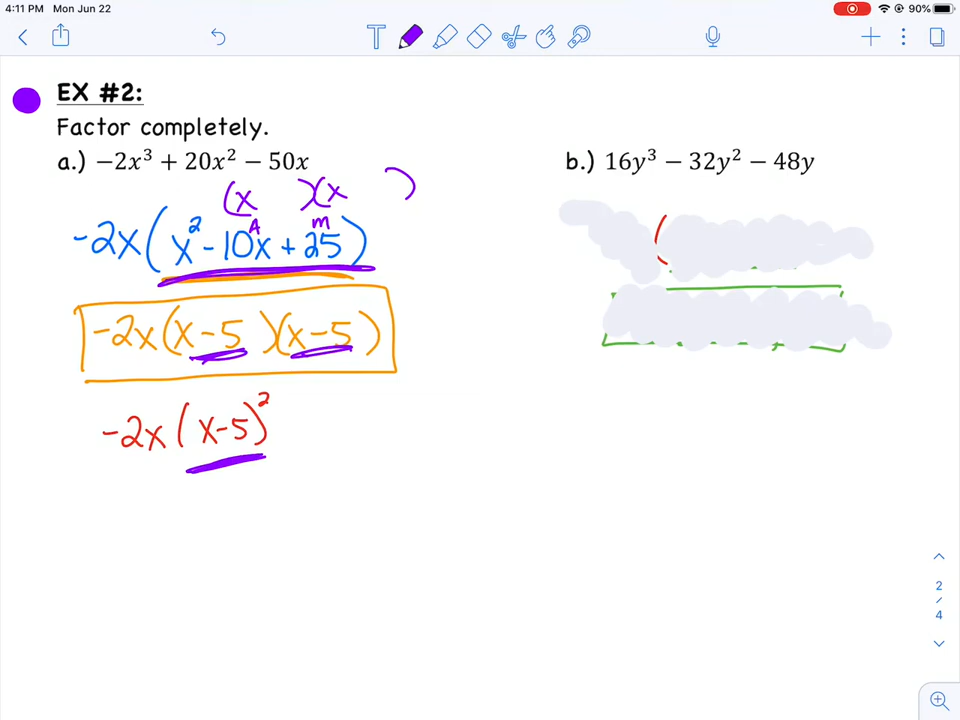 4:11 PM Mon Jun 22
90%
EX #2:
Factor completely.
a.) −2x³ + 20x² − 50x
(x )(x )
A m
-2x(x² - 10x + 25)
-2x(x-5)(x-5)
-2x(x-5)²
b.) 16y³ − 32y² − 48y
(
2
/
4